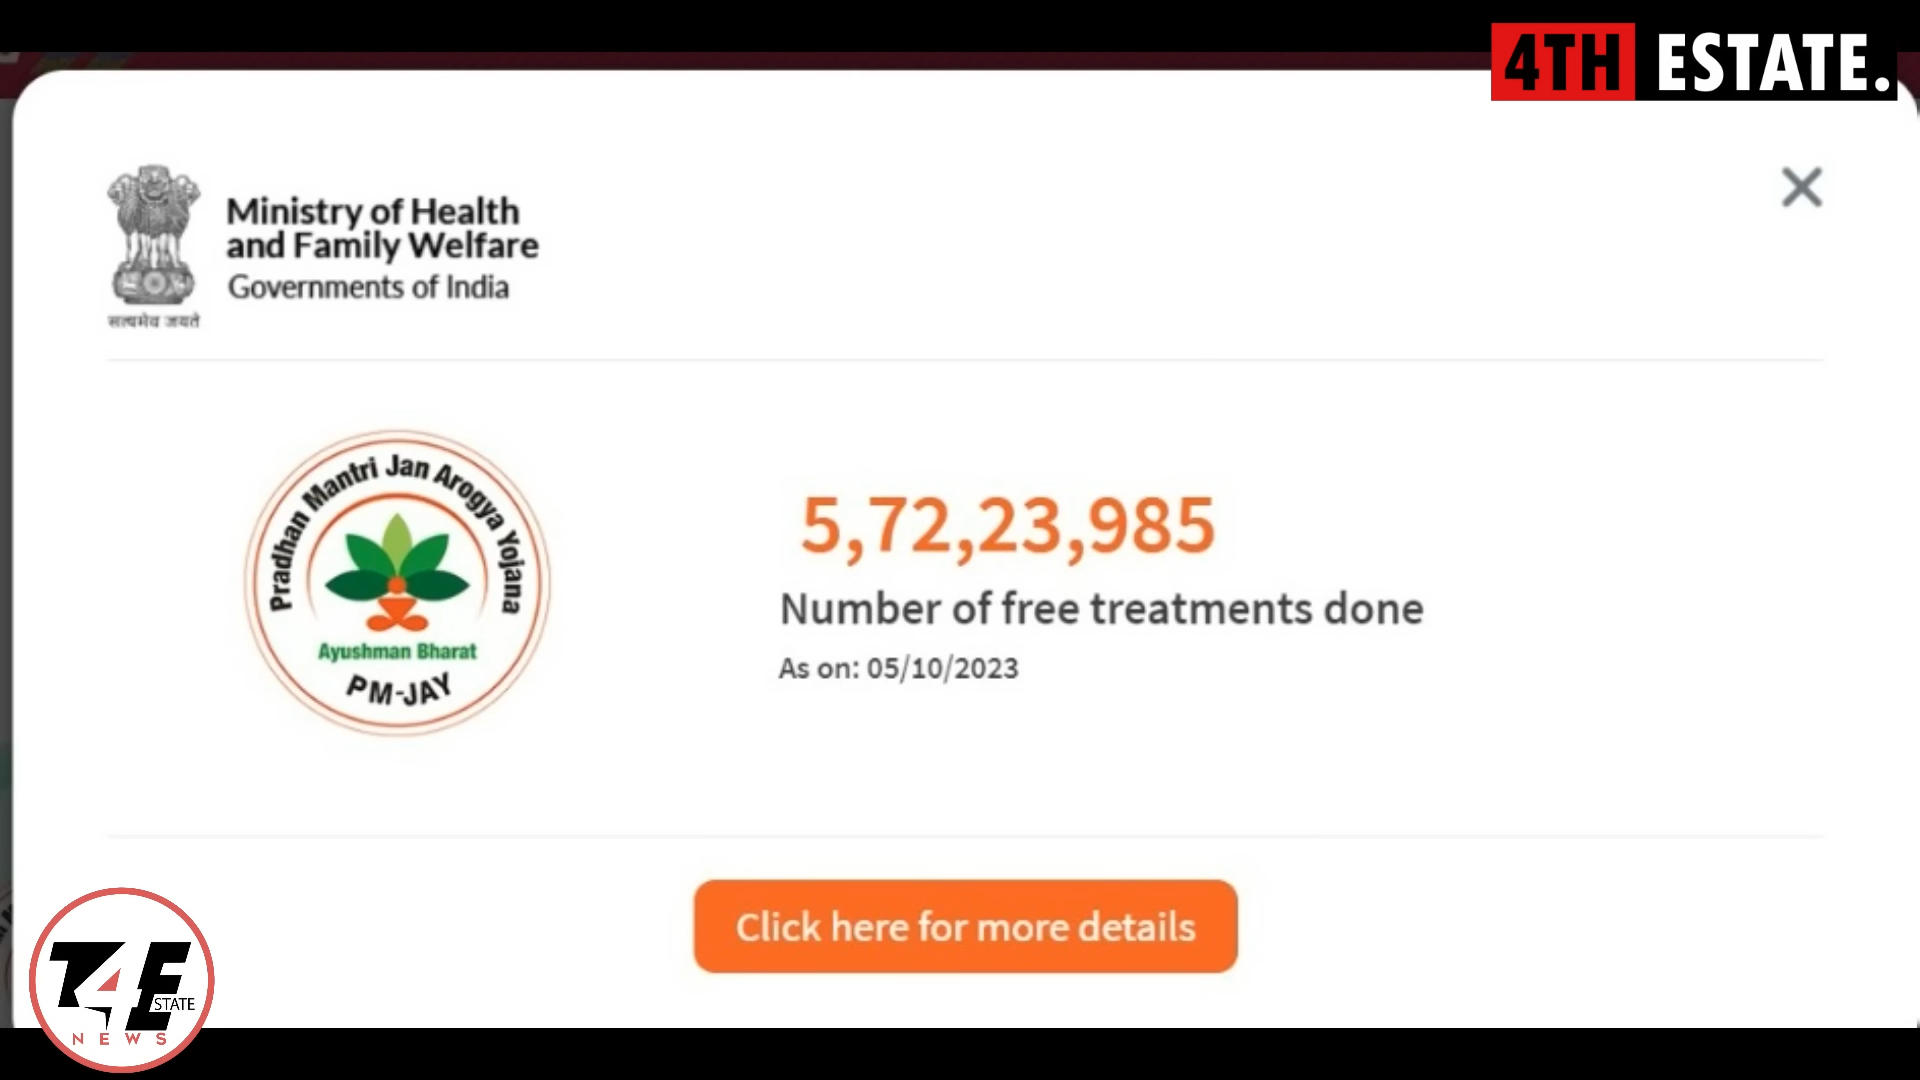 4TH ESTATE.
Ministry of Health
and Family Welfare
Governments of India
सत्यमेव जयते
Pradhan Mantri Jan Arogya Yojana
Ayushman Bharat
PM-JAY
5,72,23,985
Number of free treatments done
As on: 05/10/2023
Click here for more details
T4E
ESTATE
NEWS